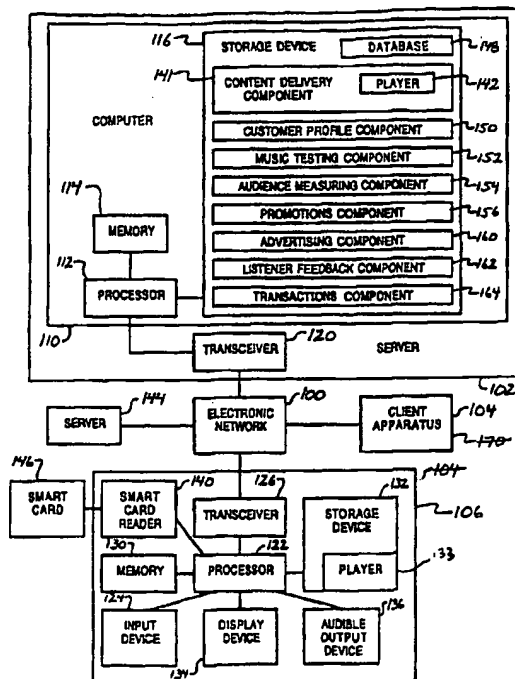 116
STORAGE DEVICE
DATABASE
148
141
CONTENT DELIVERY COMPONENT
PLAYER
142
COMPUTER
CUSTOMER PROFILE COMPONENT
150
MUSIC TESTING COMPONENT
152
AUDIENCE MEASURING COMPONENT
154
114
MEMORY
PROMOTIONS COMPONENT
156
ADVERTISING COMPONENT
160
112
PROCESSOR
LISTENER FEEDBACK COMPONENT
162
TRANSACTIONS COMPONENT
164
110
TRANSCEIVER
120
SERVER
102
SERVER
144
ELECTRONIC NETWORK
100
CLIENT APPARATUS
104
170
146
SMART CARD
140
SMART CARD READER
126
TRANSCEIVER
132
STORAGE DEVICE
104
106
130
MEMORY
122
PROCESSOR
PLAYER
133
124
INPUT DEVICE
DISPLAY DEVICE
134
AUDIBLE OUTPUT DEVICE
136